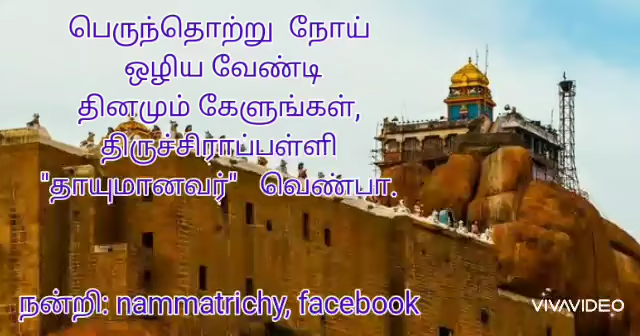 பெருந்தொற்று நோய்
ஒழிய வேண்டி
தினமும் கேளுங்கள்,
திருச்சிராப்பள்ளி
"தாயுமானவர்" வெண்பா.
நன்றி: nammatrichy, facebook
VIVAVIDEO